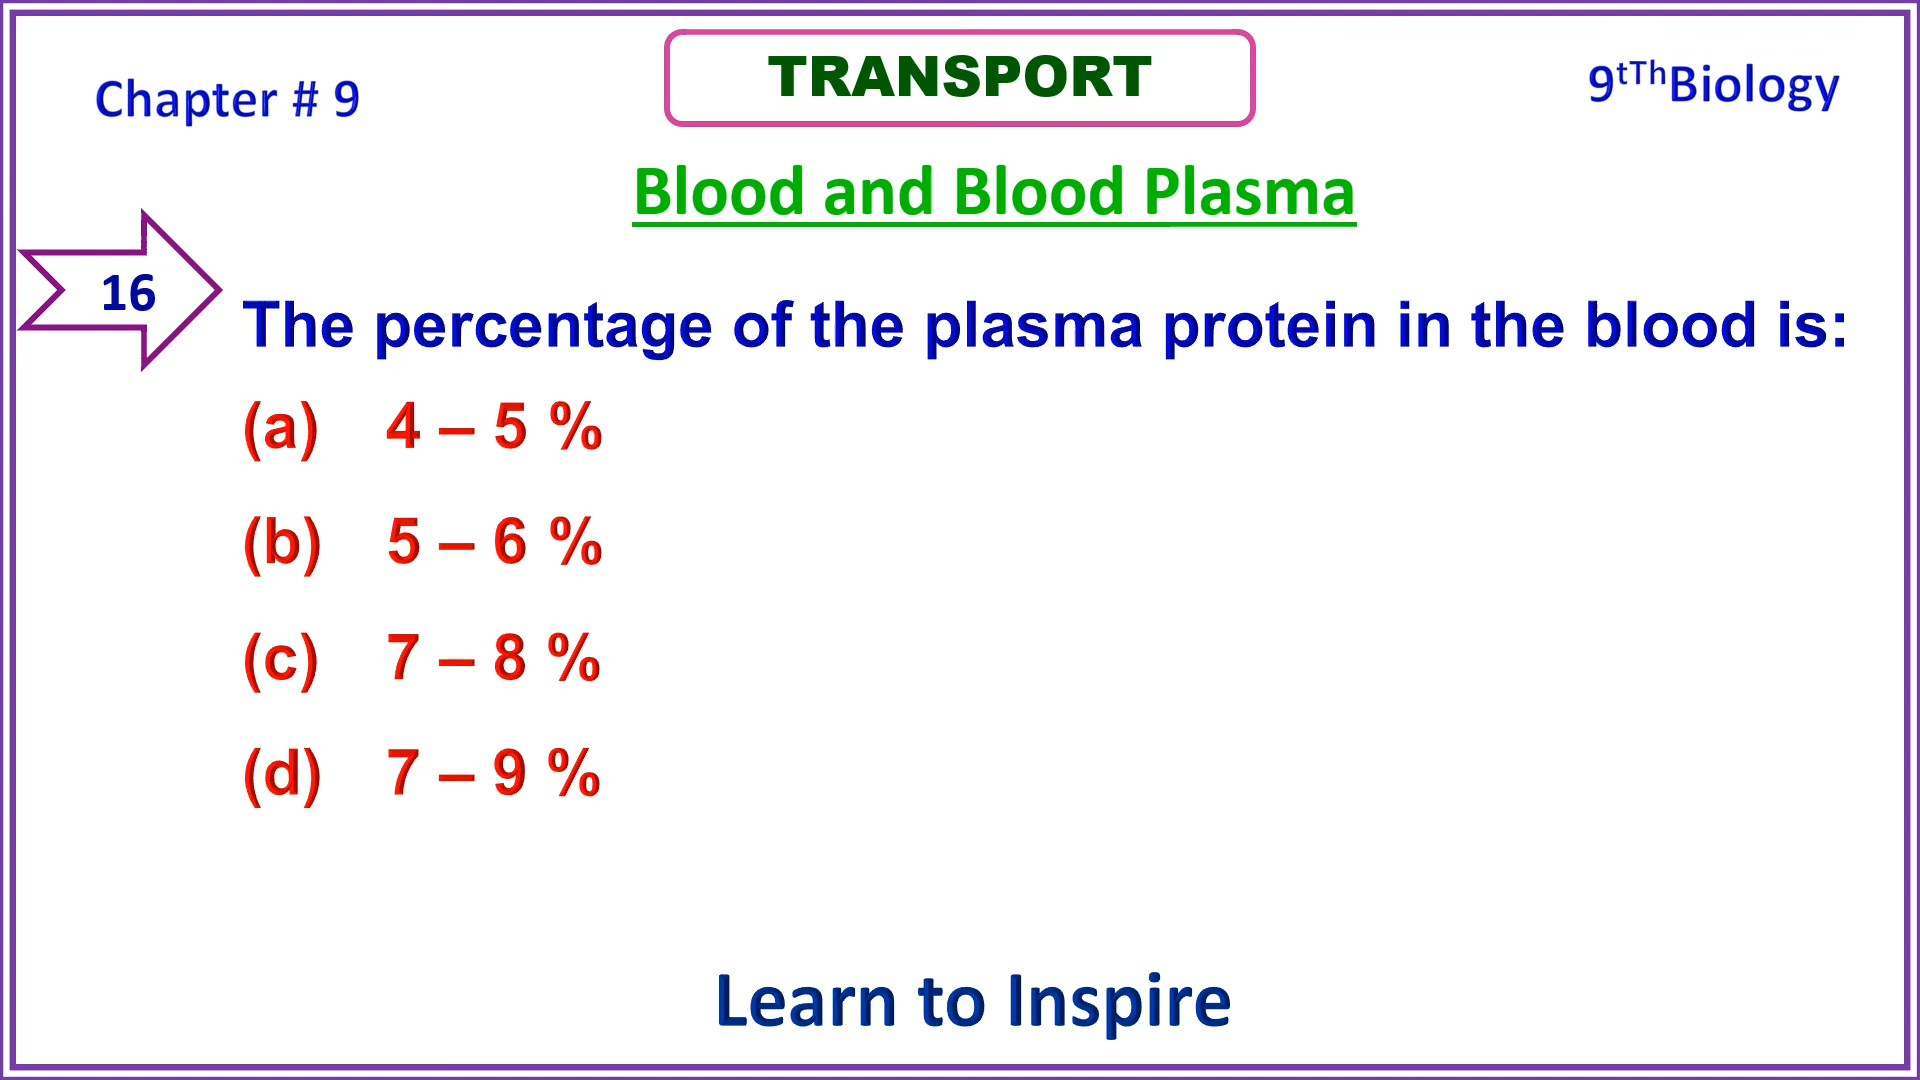 Chapter # 9
TRANSPORT
9tThBiology
Blood and Blood Plasma
16
The percentage of the plasma protein in the blood is:
(a) 4 – 5 %
(b) 5 – 6 %
(c) 7 – 8 %
(d) 7 – 9 %
Learn to Inspire